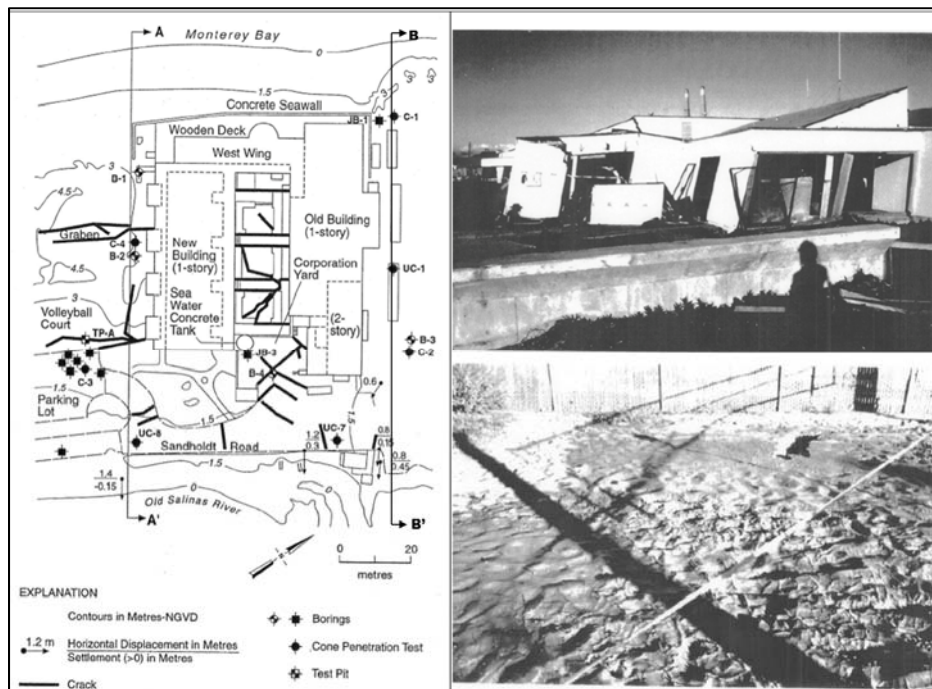 A
B
Monterey Bay
0
1.5
3
3
3
Concrete Seawall
JB-1
C-1
Wooden Deck
West Wing
3
B-1
4.5
Old Building
(1-story)
Graben
C-4
B-2
New
Building
(1-story)
Corporation
Yard
UC-1
4.5
3
Sea
Water
Concrete
Tank
(2-
story)
Volleyball
Court
TP-A
B-3
C-2
JB-3
B-4
C-3
1.5
0.6
Parking
Lot
1.5
1.5
UC-8
UC-7
1.2
0.3
0.8
0.15
Sandholdt Road
0.8
0.45
1.4
-0.15
1.5
0
0
Old Salinas River
A'
B'
0 20
metres
EXPLANATION
Contours in Metres-NGVD
Borings
1.2 m
Horizontal Displacement in Metres
Settlement (>0) in Metres
Cone Penetration Test
Crack
Test Pit